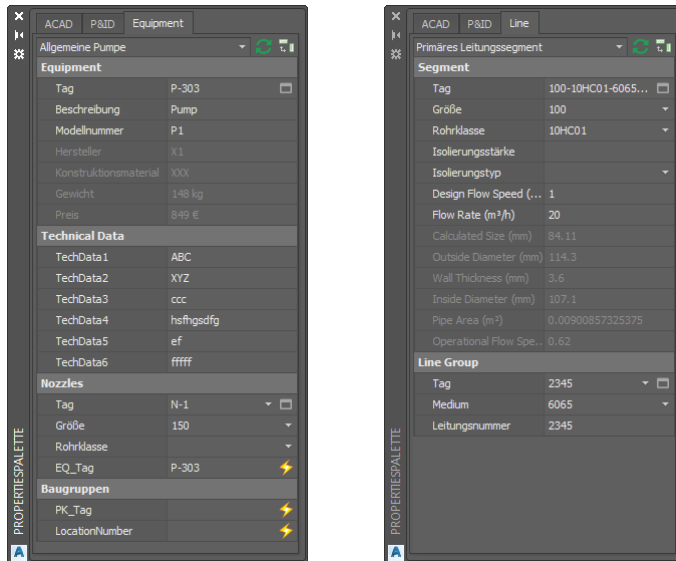 ACAD P&ID Equipment
Allgemeine Pumpe
Equipment
Tag P-303
Beschreibung Pump
Modellnummer P1
Hersteller X1
Konstruktionsmaterial XXX
Gewicht 148 kg
Preis 849 €
Technical Data
TechData1 ABC
TechData2 XYZ
TechData3 ccc
TechData4 hsfhgsdfg
TechData5 ef
TechData6 fffff
Nozzles
Tag N-1
Größe 150
Rohrklasse
EQ_Tag P-303
Baugruppen
PK_Tag
LocationNumber
PROPERTIESPALETTE
A
ACAD P&ID Line
Primäres Leitungssegment
Segment
Tag 100-10HC01-6065...
Größe 100
Rohrklasse 10HC01
Isolierungsstärke
Isolierungstyp
Design Flow Speed (... 1
Flow Rate (m³/h) 20
Calculated Size (mm) 84.11
Outside Diameter (mm) 114.3
Wall Thickness (mm) 3.6
Inside Diameter (mm) 107.1
Pipe Area (m²) 0.00900857325375
Operational Flow Spe... 0.62
Line Group
Tag 2345
Medium 6065
Leitungsnummer 2345
PROPERTIESPALETTE
A